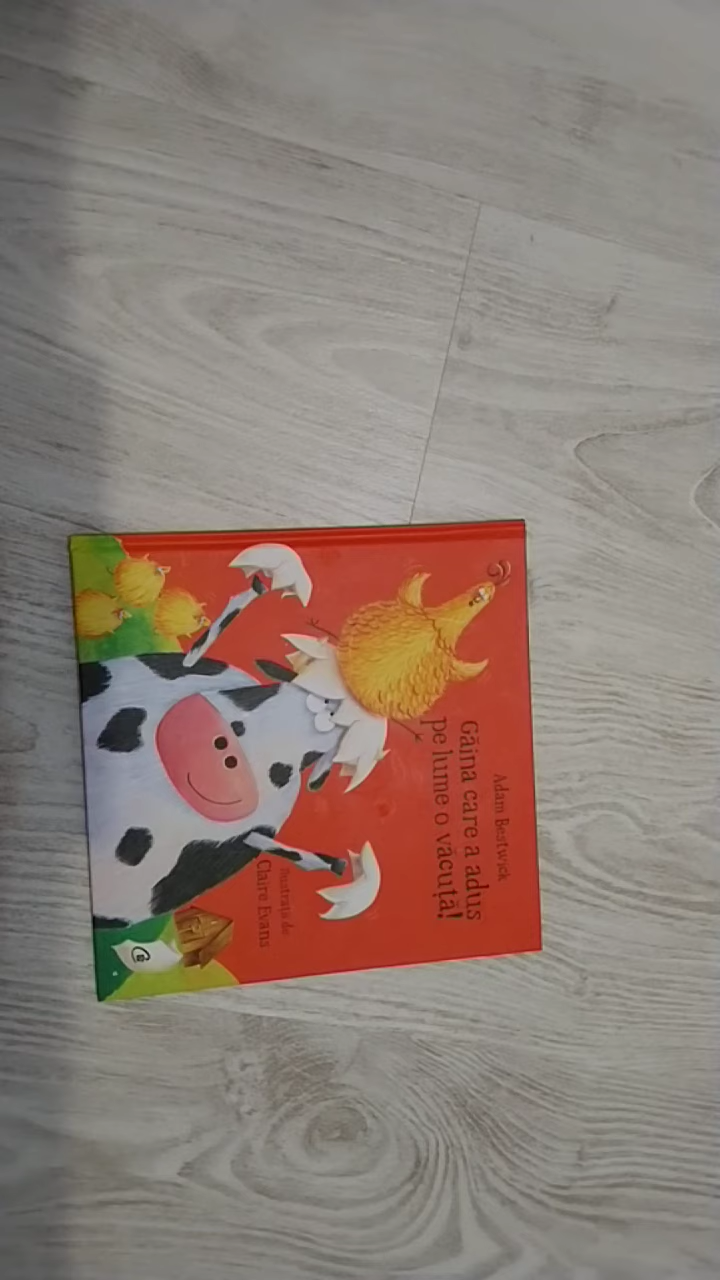 Adam Bestwick
Găina care a adus
pe lume o văcuță!
Ilustrații de
Claire Evans